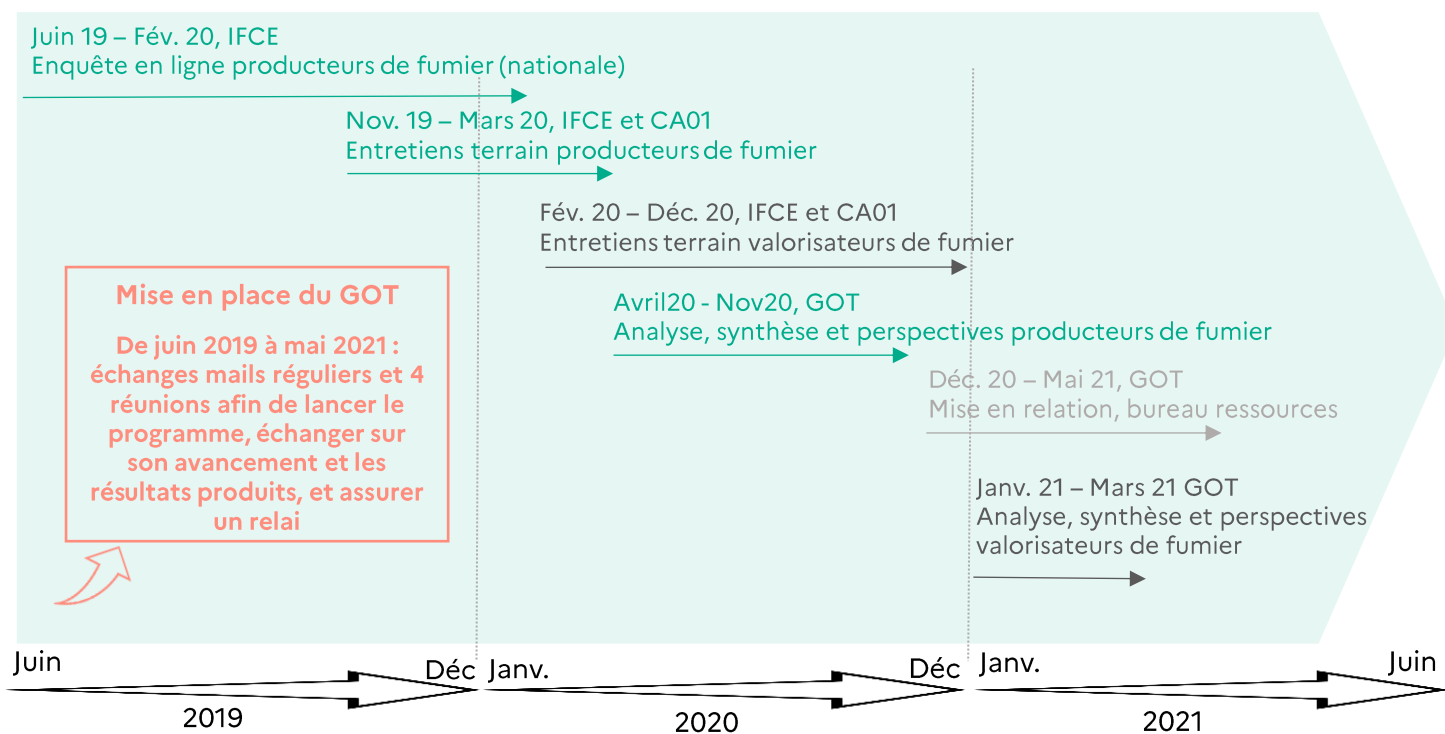 Juin 19 – Fév. 20, IFCE
Enquête en ligne producteurs de fumier (nationale)
Nov. 19 – Mars 20, IFCE et CA01
Entretiens terrain producteurs de fumier
Fév. 20 – Déc. 20, IFCE et CA01
Entretiens terrain valorisateurs de fumier
Mise en place du GOT
De juin 2019 à mai 2021 :
échanges mails réguliers et 4
réunions afin de lancer le
programme, échanger sur
son avancement et les
résultats produits, et assurer
un relai
Avril20 - Nov20, GOT
Analyse, synthèse et perspectives producteurs de fumier
Déc. 20 – Mai 21, GOT
Mise en relation, bureau ressources
Janv. 21 – Mars 21 GOT
Analyse, synthèse et perspectives
valorisateurs de fumier
Juin Déc Janv. Déc Janv. Juin
2019 2020 2021